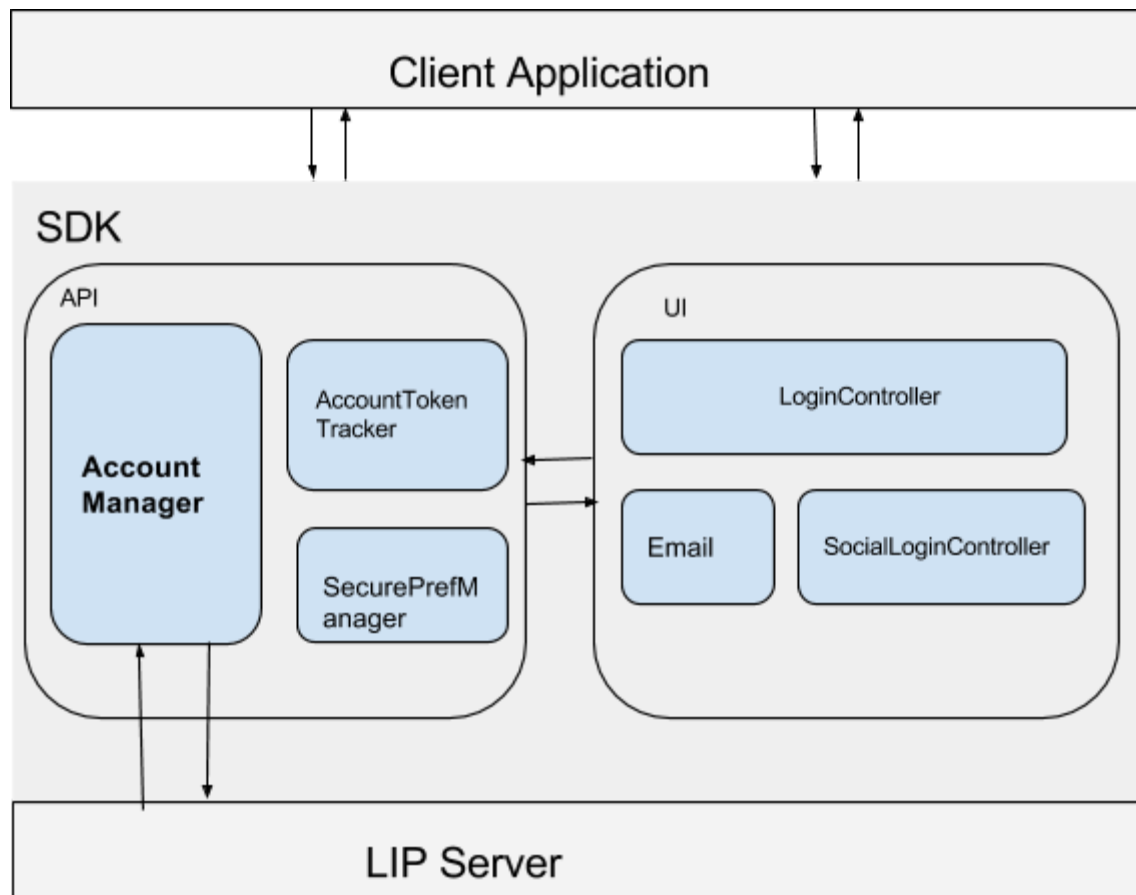 Client Application
SDK
API
Account
Manager
AccountToken
Tracker
SecurePrefM
anager
UI
LoginController
Email
SocialLoginController
LIP Server